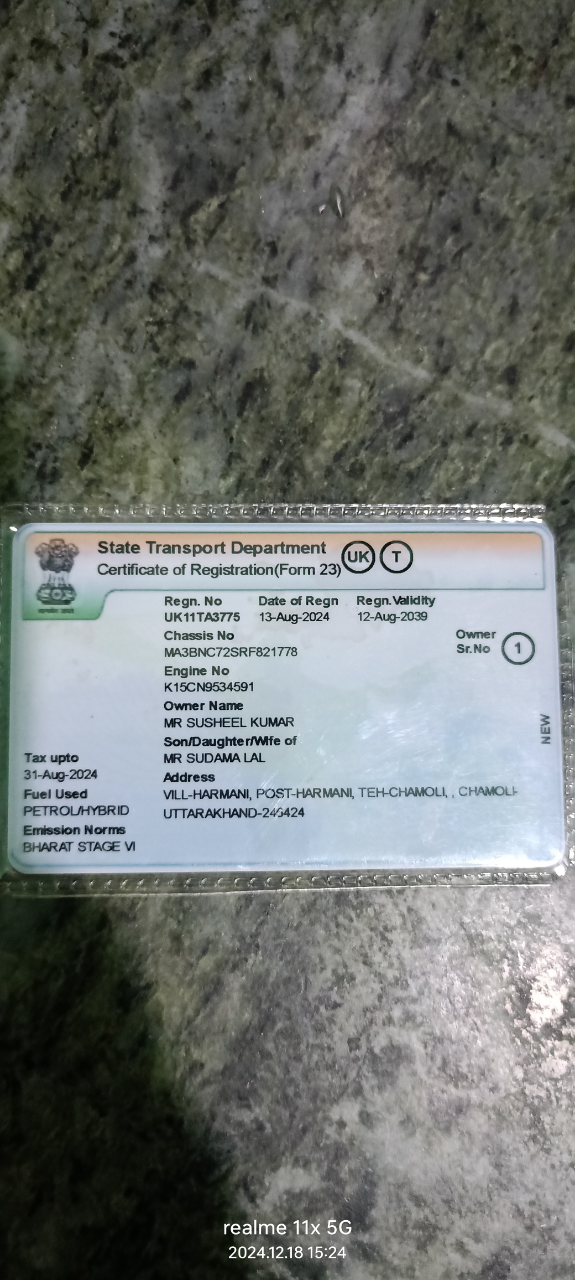 State Transport Department UK T
Certificate of Registration(Form 23)
Regn. No Date of Regn Regn.Validity
UK11TA3775 13-Aug-2024 12-Aug-2039
Chassis No
MA3BNC72SRF821778
Owner
Sr.No 1
Engine No
K15CN9534591
Owner Name
MR SUSHEEL KUMAR
NEW
Son/Daughter/Wife of
MR SUDAMA LAL
Tax upto
31-Aug-2024
Address
VILL-HARMANI, POST-HARMANI, TEH-CHAMOLI, , CHAMOLI-
Fuel Used
PETROL/HYBRID
Emission Norms
BHARAT STAGE VI
realme 11x 5G
2024.12.18 15:24